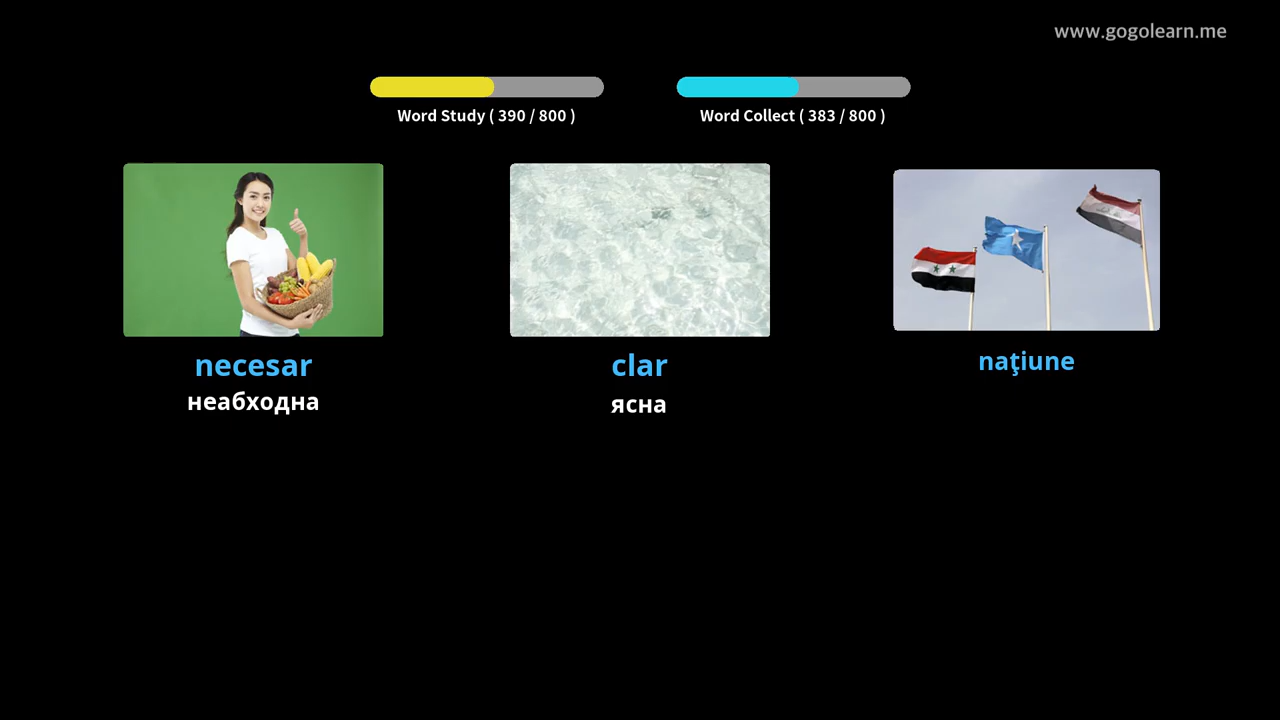 www.gogolearn.me
Word Study ( 390 / 800 )
Word Collect ( 383 / 800 )
necesar
неабходна
clar
ясна
naţiune